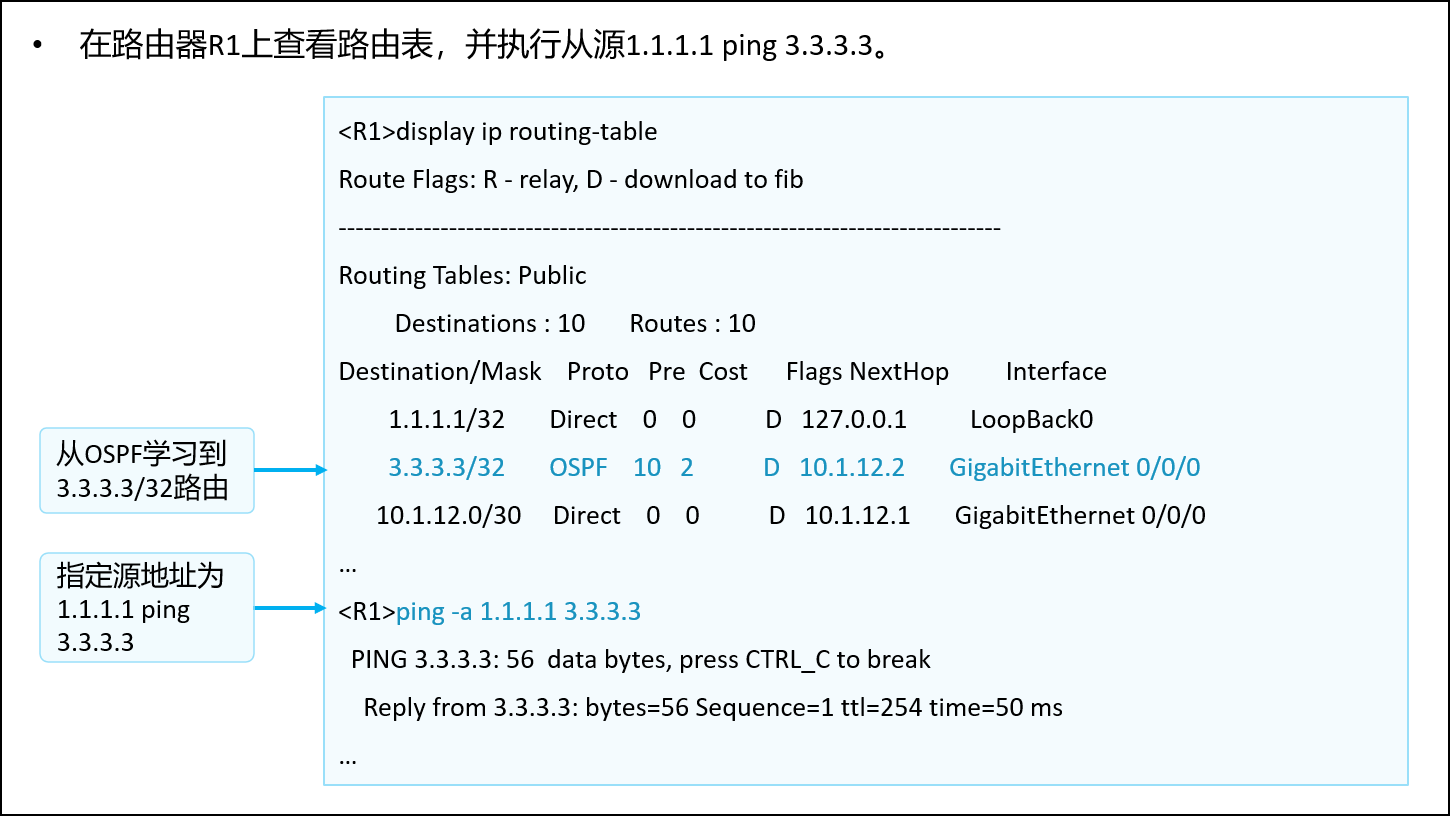 • 在路由器R1上查看路由表，并执行从源1.1.1.1 ping 3.3.3.3。
<R1>display ip routing-table
Route Flags: R - relay, D - download to fib
------------------------------------------------------------------------------
Routing Tables: Public
Destinations : 10 Routes : 10
Destination/Mask Proto Pre Cost Flags NextHop Interface
1.1.1.1/32 Direct 0 0 D 127.0.0.1 LoopBack0
从OSPF学习到
3.3.3.3/32路由
3.3.3.3/32 OSPF 10 2 D 10.1.12.2 GigabitEthernet 0/0/0
10.1.12.0/30 Direct 0 0 D 10.1.12.1 GigabitEthernet 0/0/0
...
指定源地址为
1.1.1.1 ping
3.3.3.3
<R1>ping -a 1.1.1.1 3.3.3.3
PING 3.3.3.3: 56 data bytes, press CTRL_C to break
Reply from 3.3.3.3: bytes=56 Sequence=1 ttl=254 time=50 ms
...